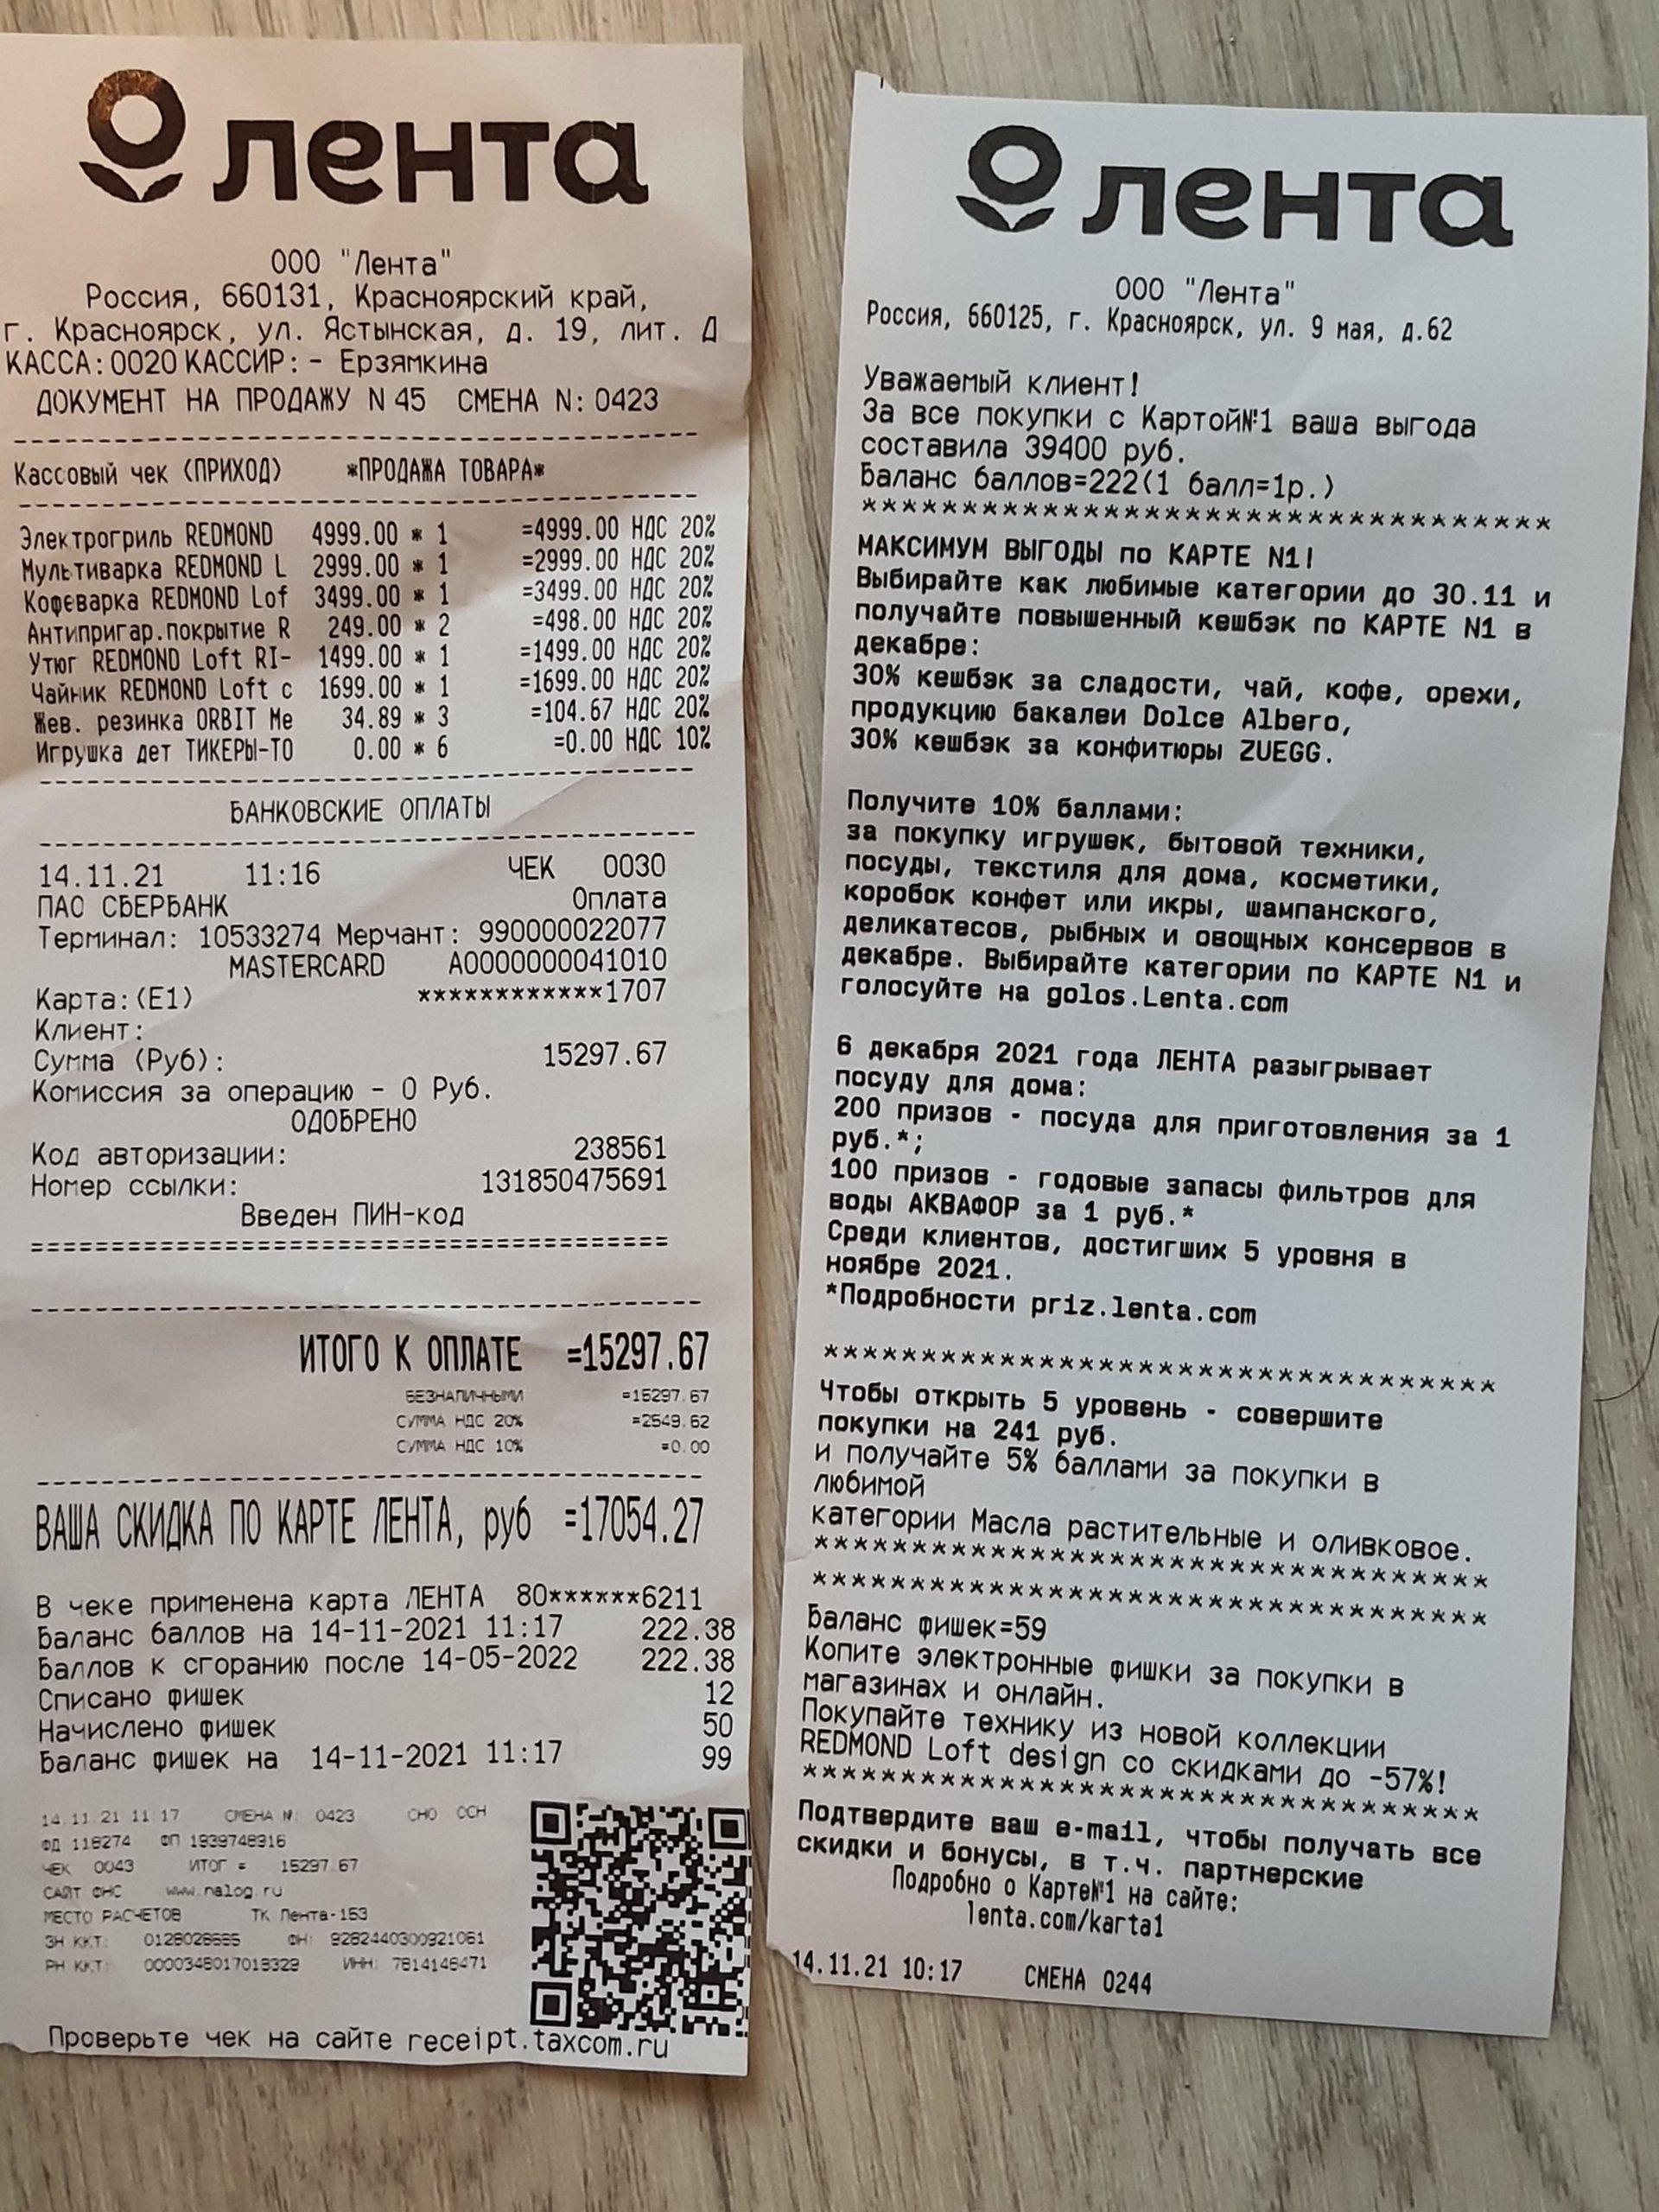 лента
ООО "Лента"
Россия, 660131, Красноярский край,
г. Красноярск, ул. Ястынская, д. 19, лит. Д
КАССА:0020 КАССИР: - Ерзямкина
ДОКУМЕНТ НА ПРОДАЖУ N 45 СМЕНА N: 0423
Кассовый чек (ПРИХОД) *ПРОДАЖА ТОВАРА*
Электрогриль REDMOND 4999.00 * 1 =4999.00 НДС 20%
Мультиварка REDMOND L 2999.00 * 1 =2999.00 НДС 20%
Кофеварка REDMOND Lof 3499.00 * 1 =3499.00 НДС 20%
Антипригар.покрытие R 249.00 * 2 =498.00 НДС 20%
Утюг REDMOND Loft RI- 1499.00 * 1 =1499.00 НДС 20%
Чайник REDMOND Loft c 1699.00 * 1 =1699.00 НДС 20%
Жев. резинка ORBIT Ме 34.89 * 3 =104.67 НДС 20%
Игрушка дет ТИКЕРЫ-ТО 0.00 * 6 =0.00 НДС 10%
БАНКОВСКИЕ ОПЛАТЫ
14.11.21 11:16 ЧЕК 0030
ПАО СБЕРБАНК Оплата
Терминал: 10533274 Мерчант: 990000022077
MASTERCARD A0000000041010
Карта:(E1) ************1707
Клиент:
Сумма (Руб): 15297.67
Комиссия за операцию - 0 Руб.
ОДОБРЕНО
Код авторизации: 238561
Номер ссылки: 131850475691
Введен ПИН-код
========================================
ИТОГО К ОПЛАТЕ =15297.67
БЕЗНАЛИЧНЫМИ =15297.67
СУММА НДС 20% =2549.62
СУММА НДС 10% =0.00
ВАША СКИДКА ПО КАРТЕ ЛЕНТА, руб =17054.27
В чеке применена карта ЛЕНТА 80******6211
Баланс баллов на 14-11-2021 11:17 222.38
Баллов к сгоранию после 14-05-2022 222.38
Списано фишек 12
Начислено фишек 50
Баланс фишек на 14-11-2021 11:17 99
14.11.21 11:17 СМЕНА N: 0423 СНО ОСН
ФД 118274 ФП 1939748916
ЧЕК 0043 ИТОГ = 15297.67
САЙТ ФНС www.nalog.ru
МЕСТО РАСЧЕТОВ ТК Лента-153
ЗН ККТ: ФН: 9282440300921061
РН ККТ: 0000348017018329 ИНН: 7814148471
Проверьте чек на сайте receipt.taxcom.ru
лента
ООО "Лента"
Россия, 660125, г. Красноярск, ул. 9 мая, д.62
Уважаемый клиент!
За все покупки с Картой№1 ваша выгода
составила 39400 руб.
Баланс баллов=222(1 балл=1р.)
***********************************
МАКСИМУМ ВЫГОДЫ по КАРТЕ N1!
Выбирайте как любимые категории до 30.11 и
получайте повышенный кешбэк по КАРТЕ N1 в
декабре:
30% кешбэк за сладости, чай, кофе, орехи,
продукцию бакалеи Dolce Albero,
30% кешбэк за конфитюры ZUEGG.
Получите 10% баллами:
за покупку игрушек, бытовой техники,
посуды, текстиля для дома, косметики,
коробок конфет или икры, шампанского,
деликатесов, рыбных и овощных консервов в
декабре. Выбирайте категории по КАРТЕ N1 и
голосуйте на golos.Lenta.com
6 декабря 2021 года ЛЕНТА разыгрывает
посуду для дома:
200 призов - посуда для приготовления за 1
руб.*;
100 призов - годовые запасы фильтров для
воды АКВАФОР за 1 руб.*
Среди клиентов, достигших 5 уровня в
ноябре 2021.
*Подробности priz.lenta.com
***********************************
Чтобы открыть 5 уровень - совершите
покупки на 241 руб.
и получайте 5% баллами за покупки в
любимой
категории Масла растительные и оливковое.
***********************************
***********************************
Баланс фишек=59
Копите электронные фишки за покупки в
магазинах и онлайн.
Покупайте технику из новой коллекции
REDMOND Loft design со скидками до -57%!
***********************************
Подтвердите ваш e-mail, чтобы получать все
скидки и бонусы, в т.ч. партнерские
Подробно о Карте№1 на сайте:
lenta.com/karta1
14.11.21 10:17 СМЕНА 0244